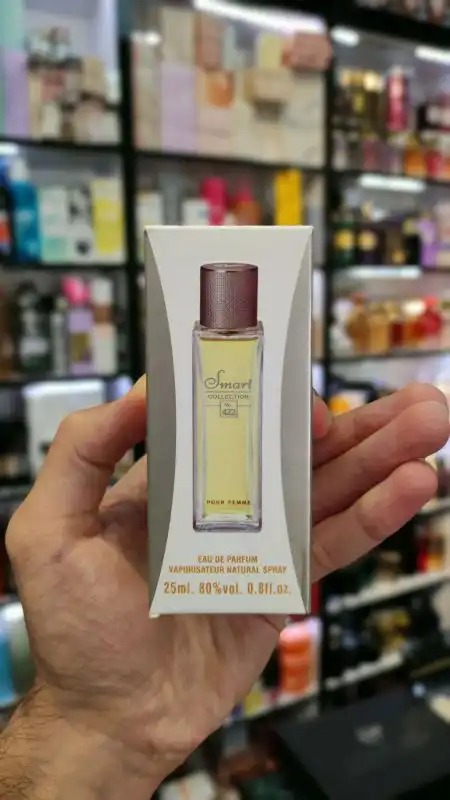 Smart
COLLECTION
No.
422
POUR FEMME
EAU DE PARFUM
VAPORISATEUR NATURAL SPRAY
25ml. 80%vol. 0.8fl.oz.